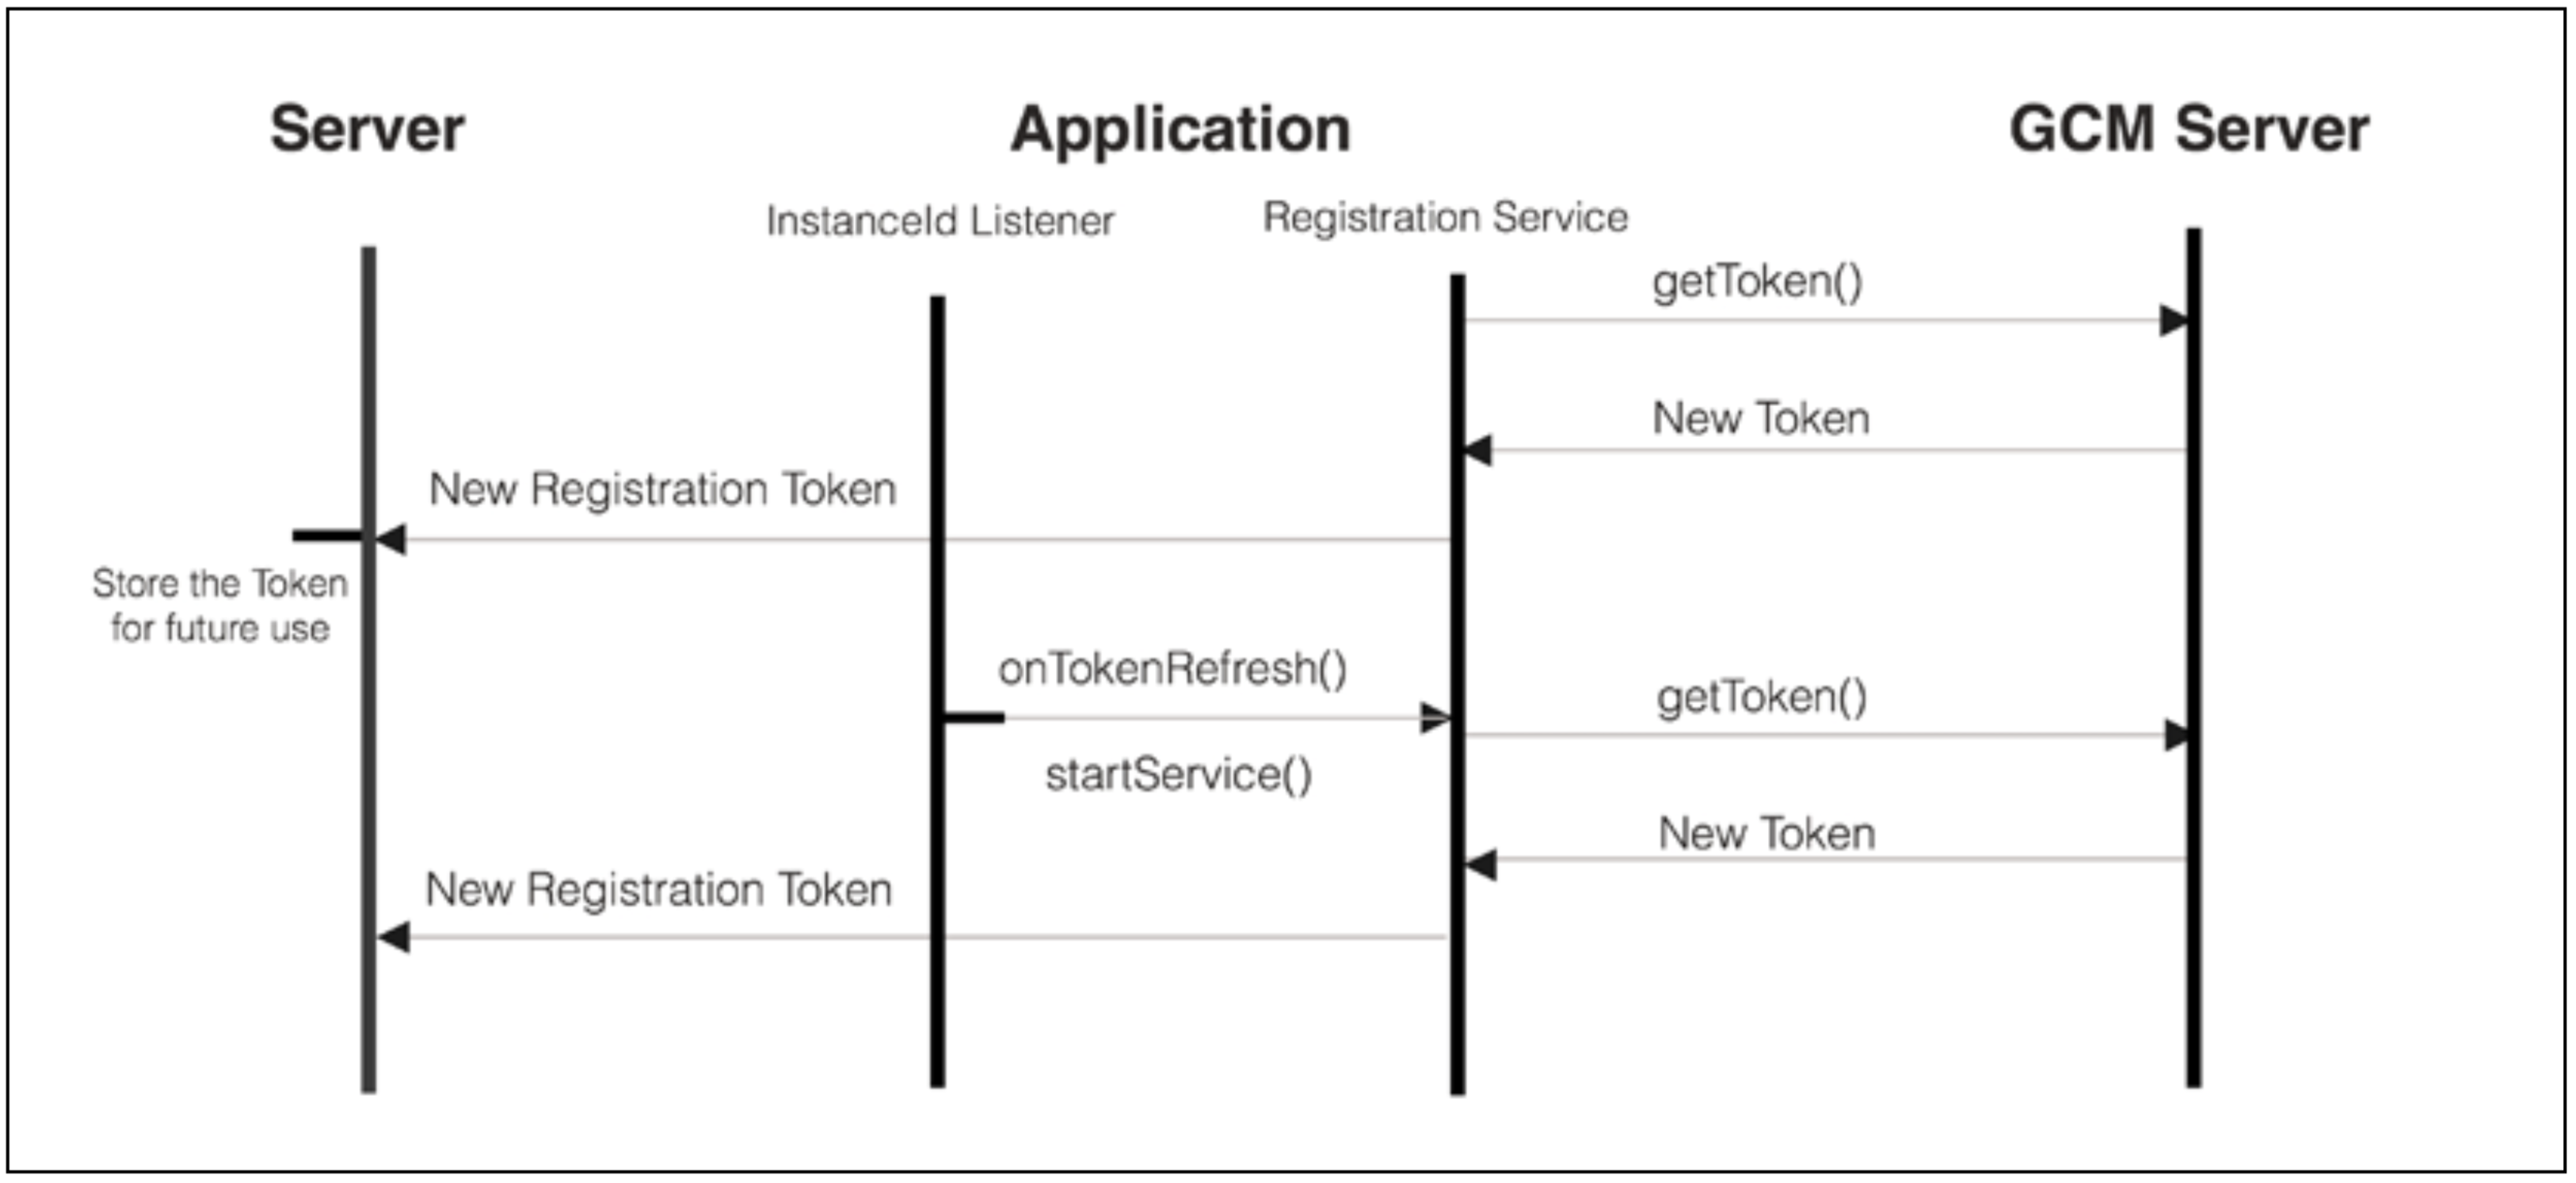 Server
Application
GCM Server
InstanceId Listener
Registration Service
getToken()
New Token
New Registration Token
Store the Token
for future use
onTokenRefresh()
startService()
getToken()
New Token
New Registration Token